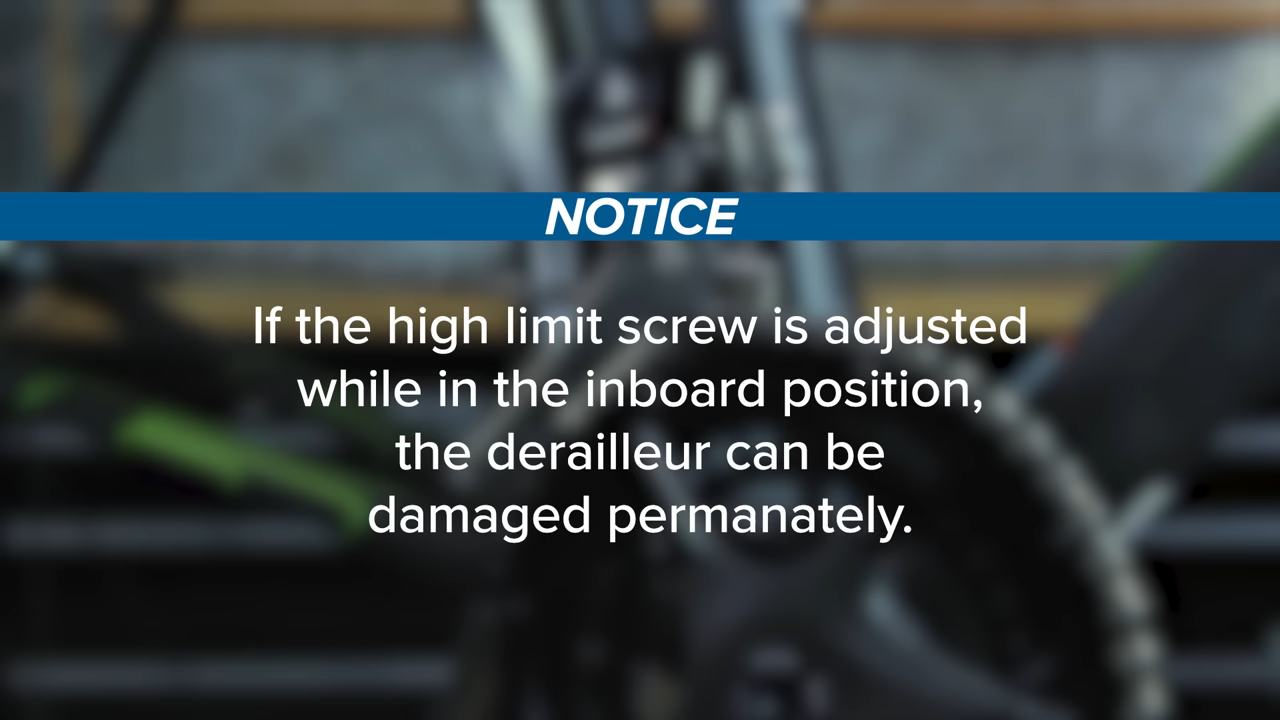 NOTICE
If the high limit screw is adjusted
while in the inboard position,
the derailleur can be
damaged permanately.